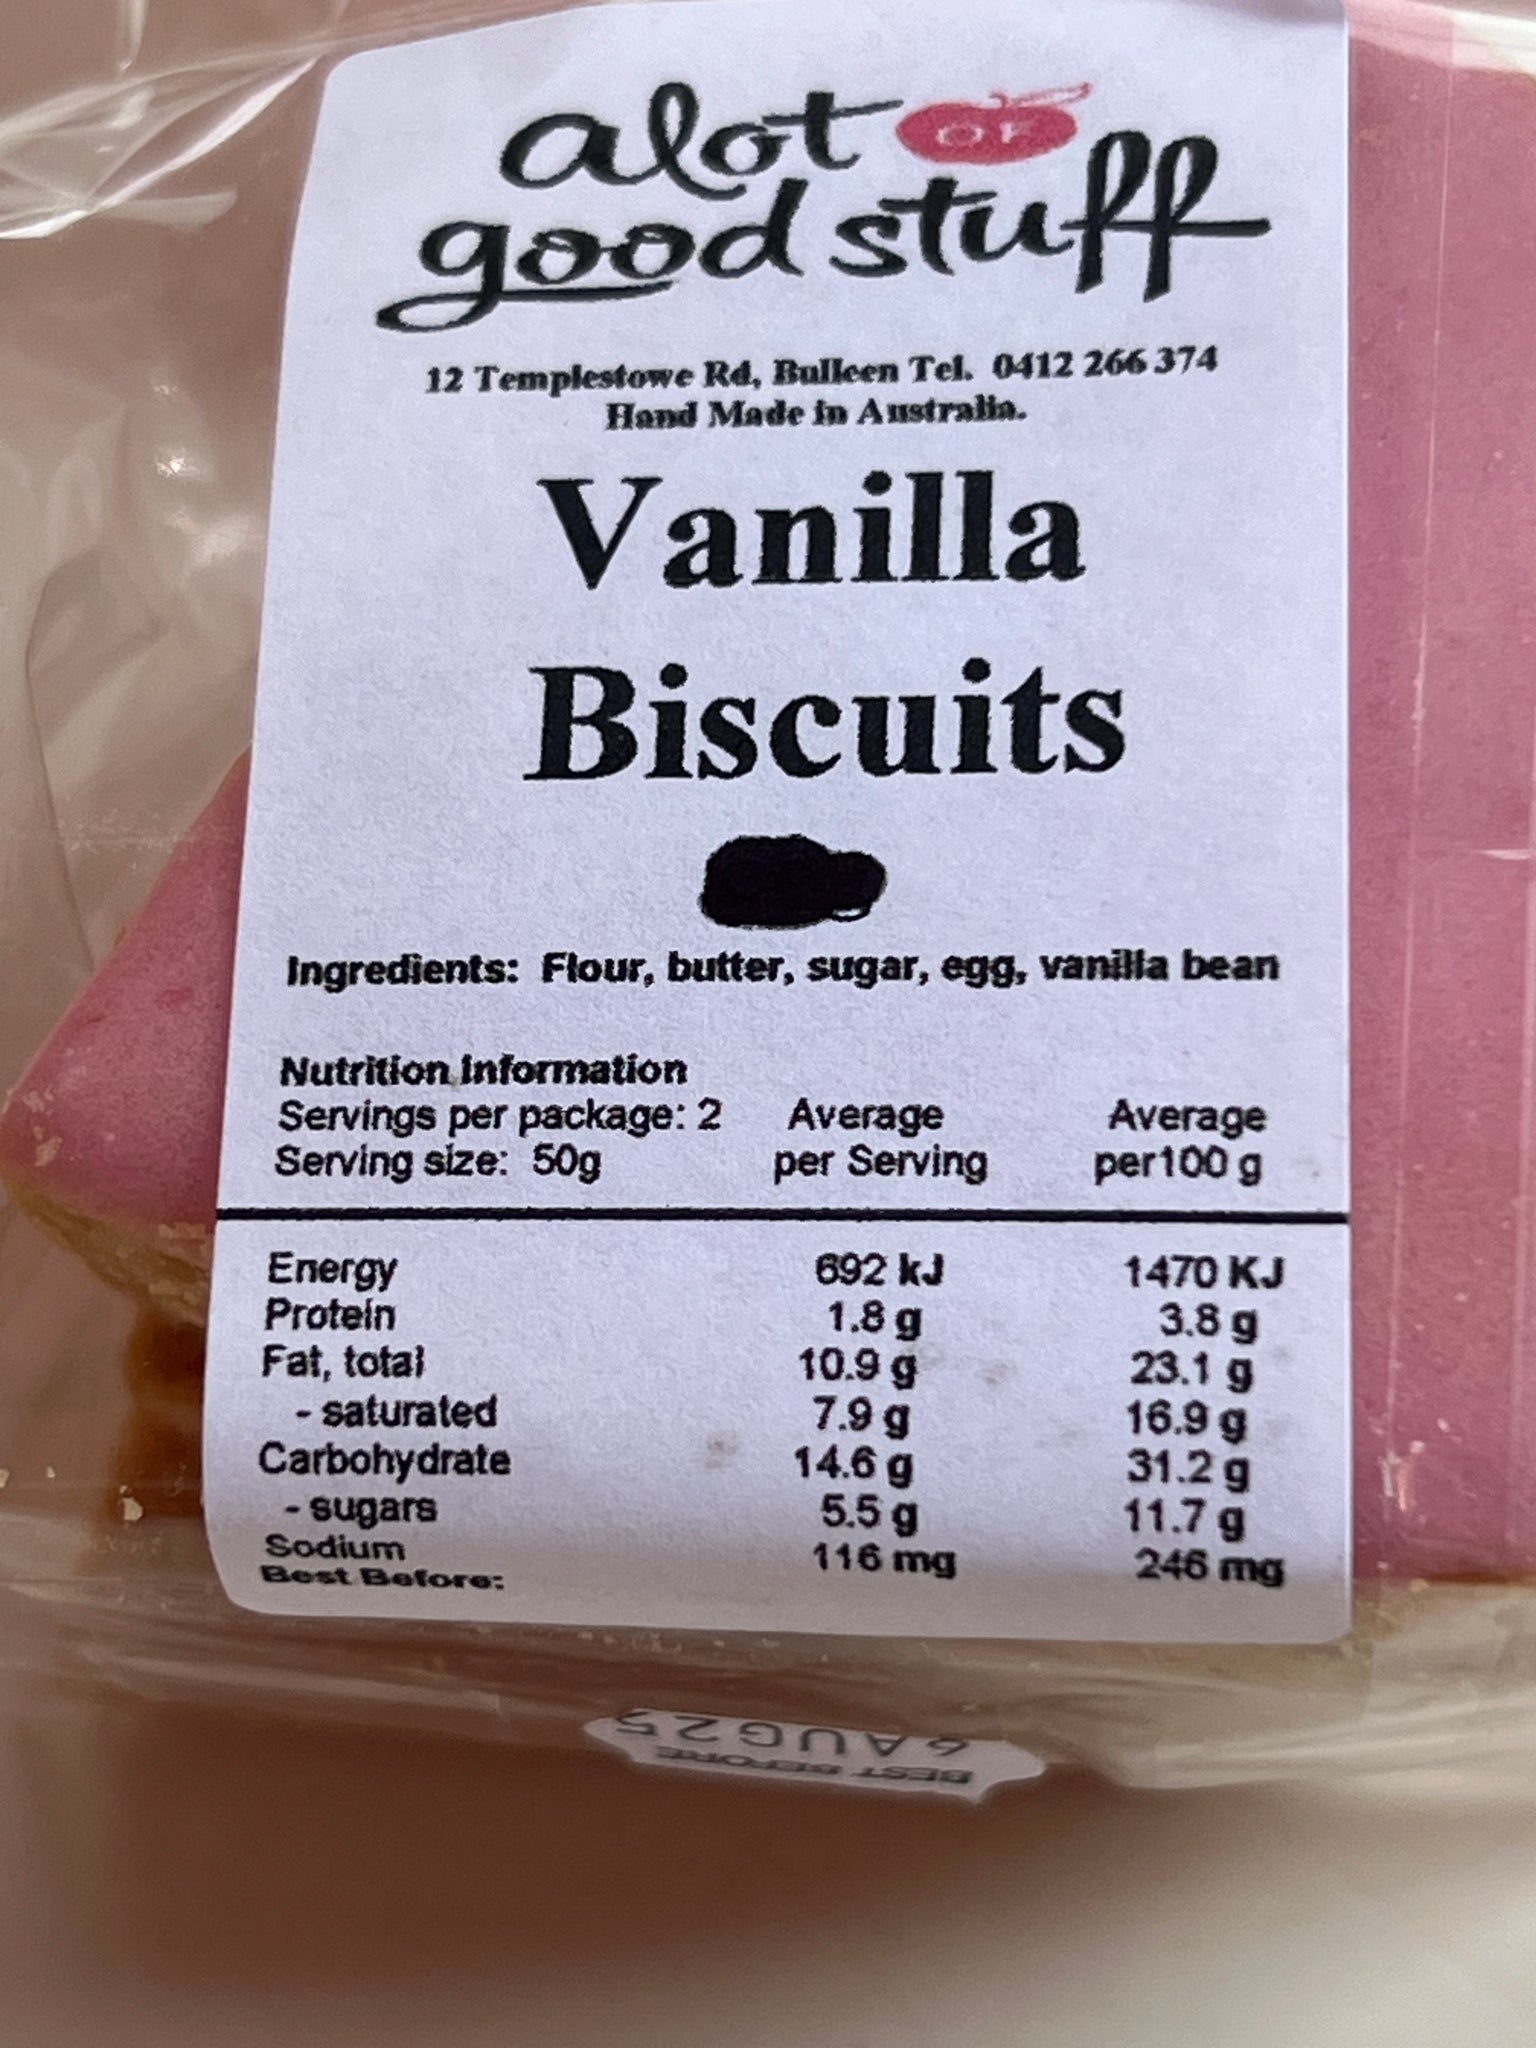 alot OF
good stuff
12 Templestowe Rd, Bulleen Tel. 0412 266 374
Hand Made in Australia.
Vanilla
Biscuits
Ingredients: Flour, butter, sugar, egg, vanilla bean
Nutrition Information
Servings per package: 2 Average Average
Serving size: 50g per Serving per100 g
Energy 692 kJ 1470 KJ
Protein 1.8 g 3.8 g
Fat, total 10.9 g 23.1 g
- saturated 7.9 g 16.9 g
Carbohydrate 14.6 g 31.2 g
- sugars 5.5 g 11.7 g
Sodium 116 mg 246 mg
Best Before:
BEST BEFORE
AUG25